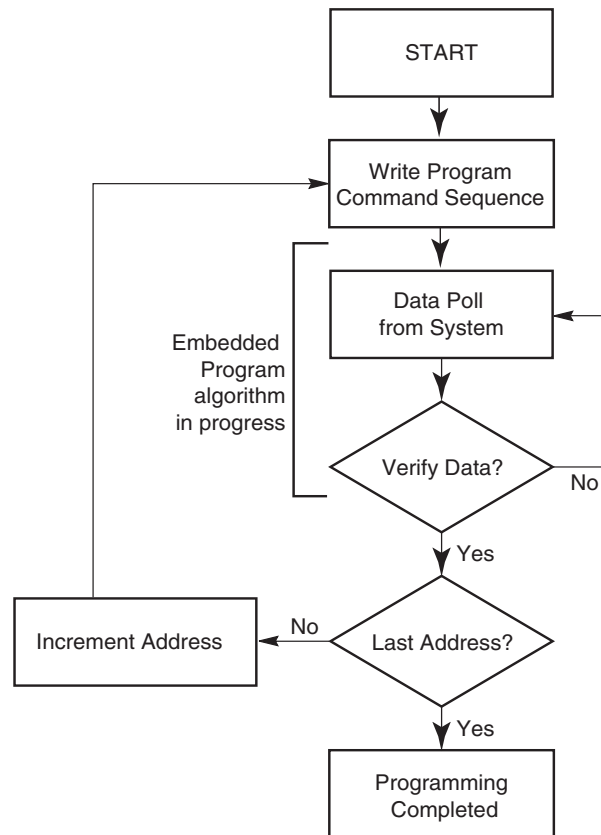 START
Write Program
Command Sequence
Data Poll
from System
Embedded
Program
algorithm
in progress
Verify Data?
No
Yes
Increment Address
No
Last Address?
Yes
Programming
Completed